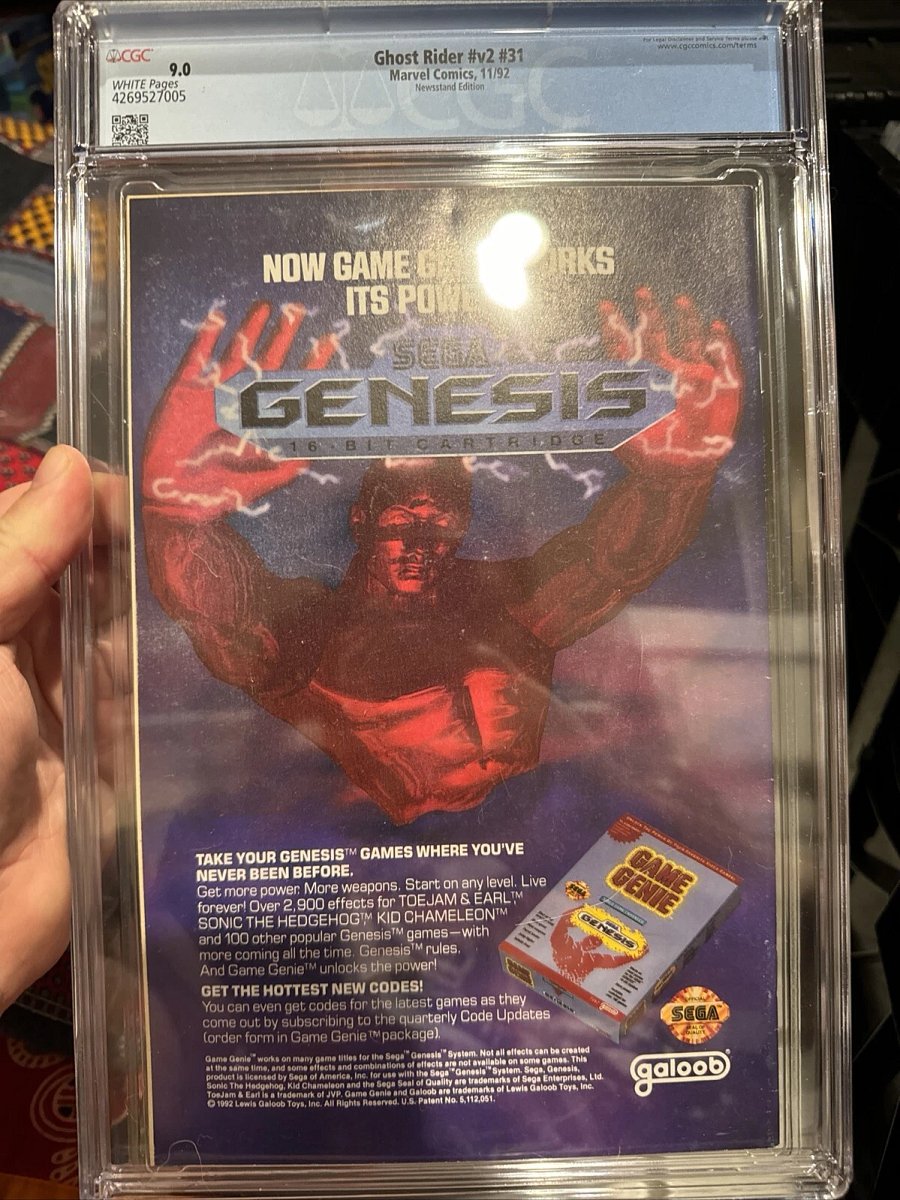 CGC
9.0
WHITE Pages
4269527005
Ghost Rider #v2 #31
Marvel Comics, 11/92
Newsstand Edition
www.cgccomics.com/terms
CGC
NOW GAME
ITS
SEGA
GENESIS
16-BIT CARTRIDGE
TAKE YOUR GENESIS™ GAMES WHERE YOU'VE
NEVER BEEN BEFORE.
Get more power. More weapons. Start on any level. Live
forever! Over 2,900 effects for TOEJAM & EARL,™
SONIC THE HEDGEHOG,™ KID CHAMELEON™
and 100 other popular Genesis™ games—with
more coming all the time. Genesis™ rules.
And Game Genie™ unlocks the power!
GET THE HOTTEST NEW CODES!
You can even get codes for the latest games as they
come out by subscribing to the quarterly Code Updates
(order form in Game Genie™ package).
Game Genie™ works on many game titles for the Sega™ Genesis™ System. Not all effects can be created
at the same time, and some effects and combinations of effects are not available on some games. This
product is licensed by Sega of America, Inc. for use with the Sega™ Genesis™ System. Sega, Genesis,
Sonic The Hedgehog, Kid Chameleon and the Sega Seal of Quality are trademarks of Sega Enterprises, Ltd.
ToeJam & Earl is a trademark of JVP. Game Genie and Galoob are trademarks of Lewis Galoob Toys, Inc.
© 1992 Lewis Galoob Toys, Inc. All Rights Reserved. U.S. Patent No. 5,112,051.
GAME
GENIE
GENESIS
OFFICIAL
SEGA
SEAL OF
QUALITY
galoob®